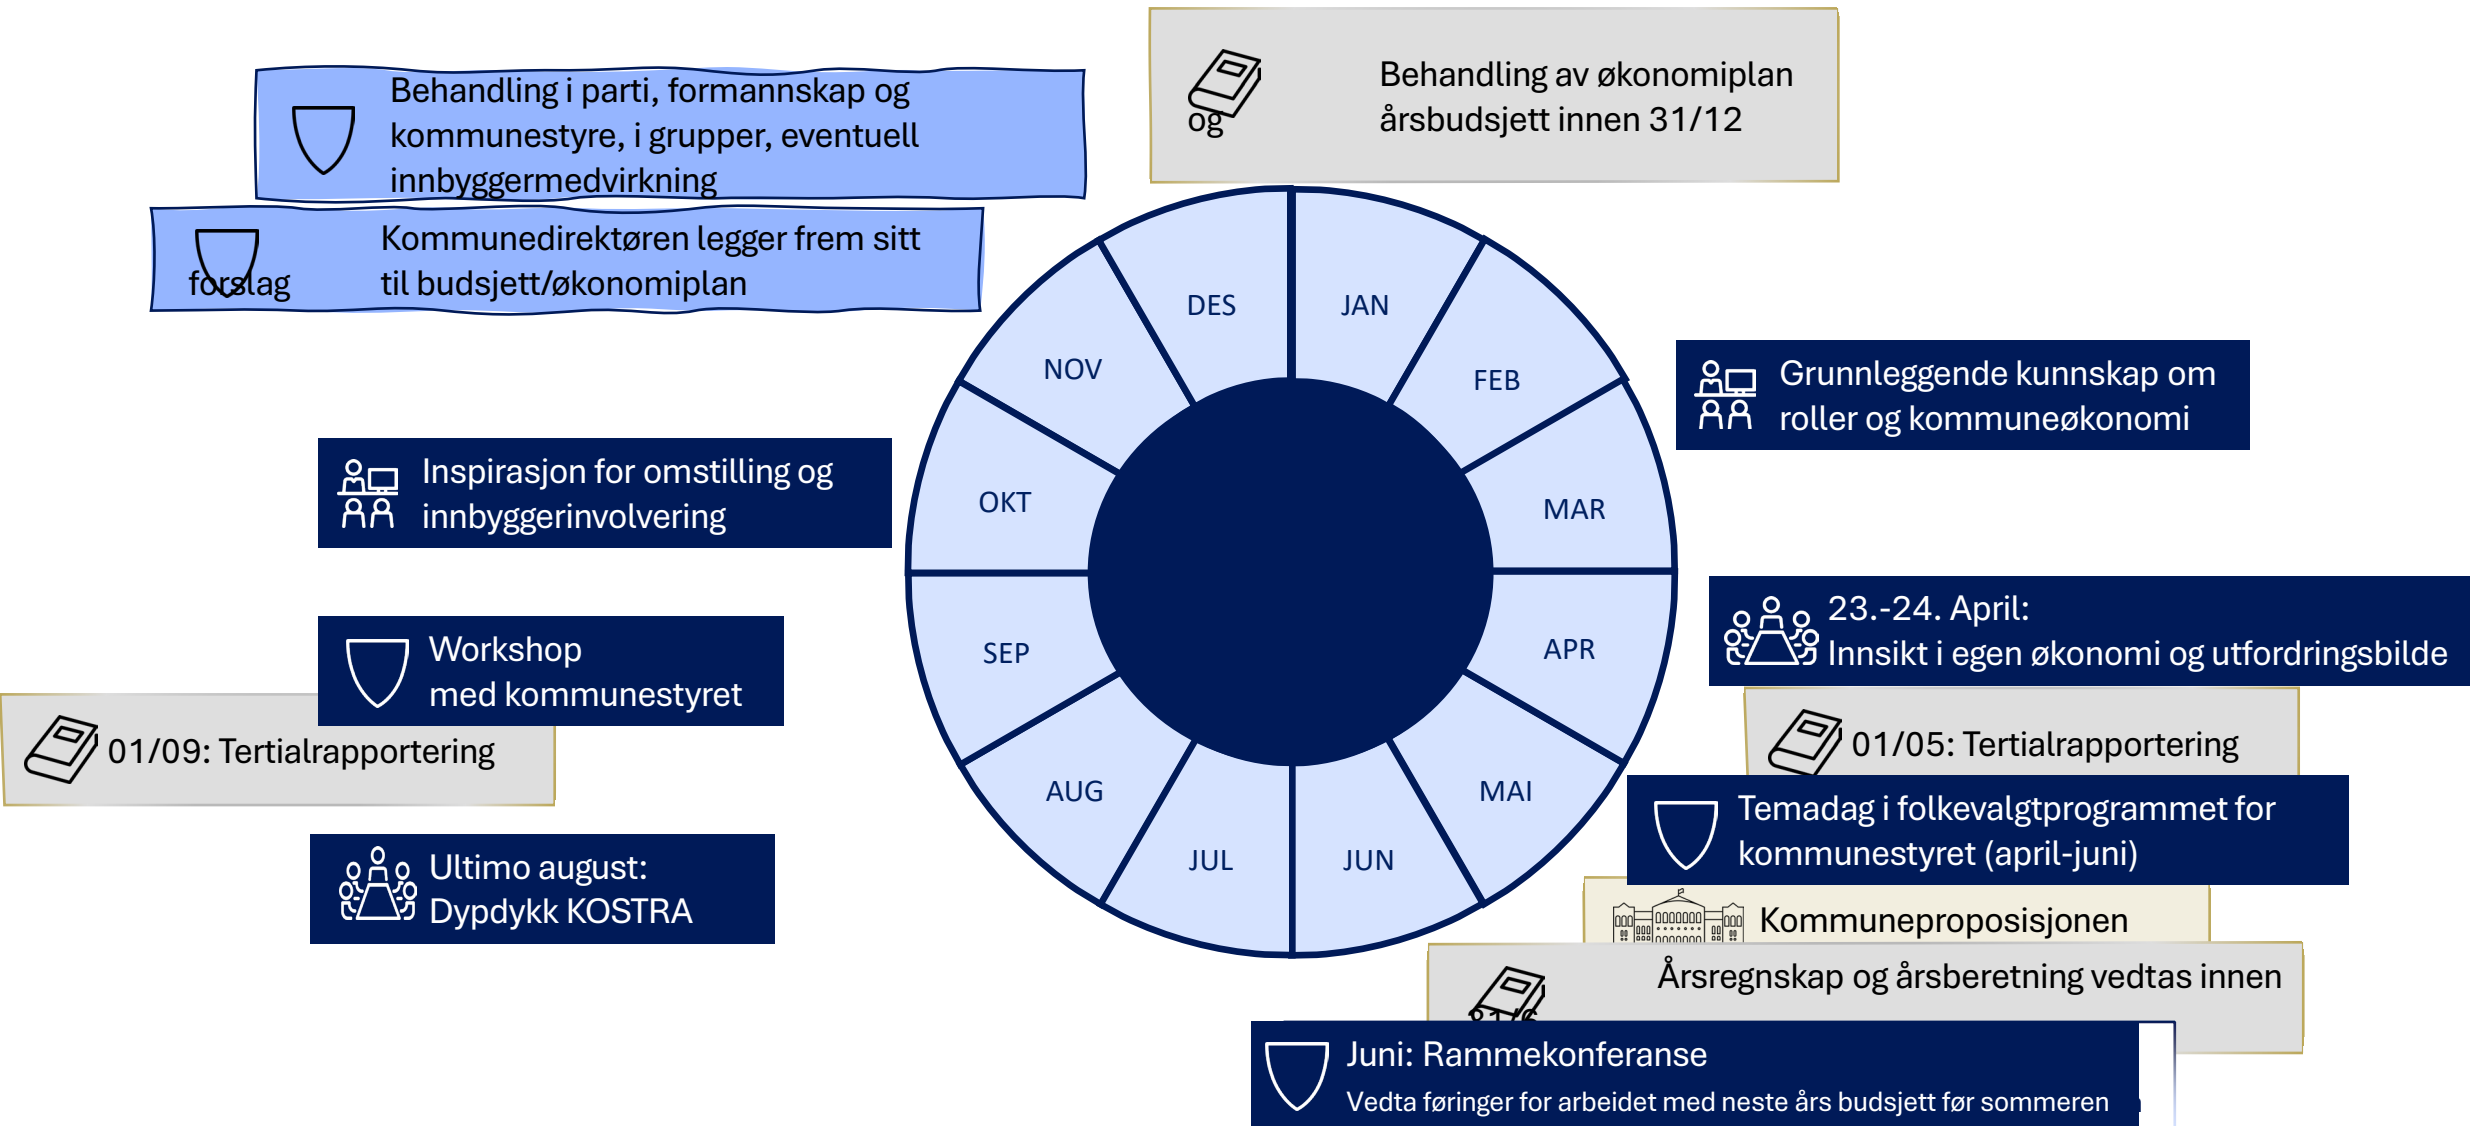 Behandling av økonomiplan
og årsbudsjett innen 31/12
Behandling i parti, formannskap og
kommunestyre, i grupper, eventuell
innbyggermedvirkning
Kommunedirektøren legger frem sitt
forslag til budsjett/økonomiplan
DES
JAN
NOV
FEB
OKT
MAR
SEP
APR
AUG
MAI
JUL
JUN
Grunnleggende kunnskap om
roller og kommuneøkonomi
Inspirasjon for omstilling og
innbyggerinvolvering
23.-24. April:
Innsikt i egen økonomi og utfordringsbilde
Workshop
med kommunestyret
01/09: Tertialrapportering
01/05: Tertialrapportering
Temadag i folkevalgtprogrammet for
kommunestyret (april-juni)
Ultimo august:
Dypdykk KOSTRA
Kommuneproposisjonen
Årsregnskap og årsberetning vedtas innen
Juni: Rammekonferanse
Vedta føringer for arbeidet med neste års budsjett før sommeren